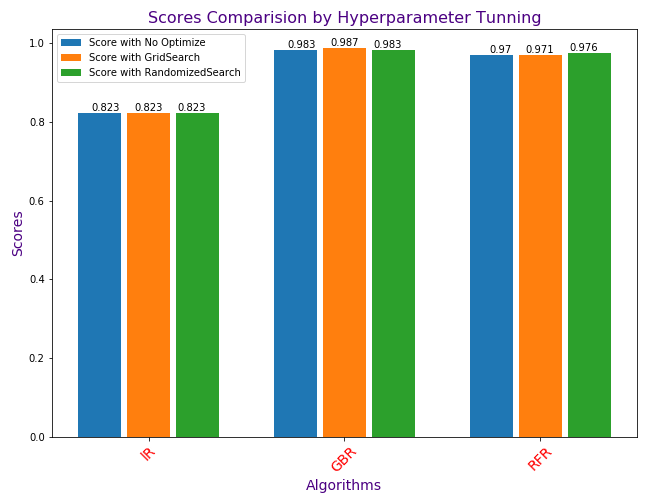 Scores Comparision by Hyperparameter Tunning
Score with No Optimize
Score with GridSearch
Score with RandomizedSearch
1.0
0.8
0.6
0.4
0.2
0.0
Scores
0.823 0.823 0.823
0.983 0.987 0.983
0.97 0.971 0.976
IR GBR RFR
Algorithms